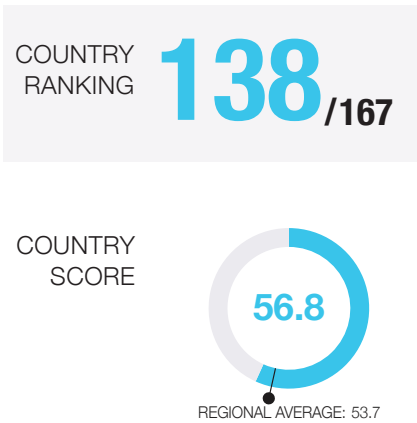 COUNTRY
RANKING
138/167
COUNTRY
SCORE
56.8
REGIONAL AVERAGE: 53.7